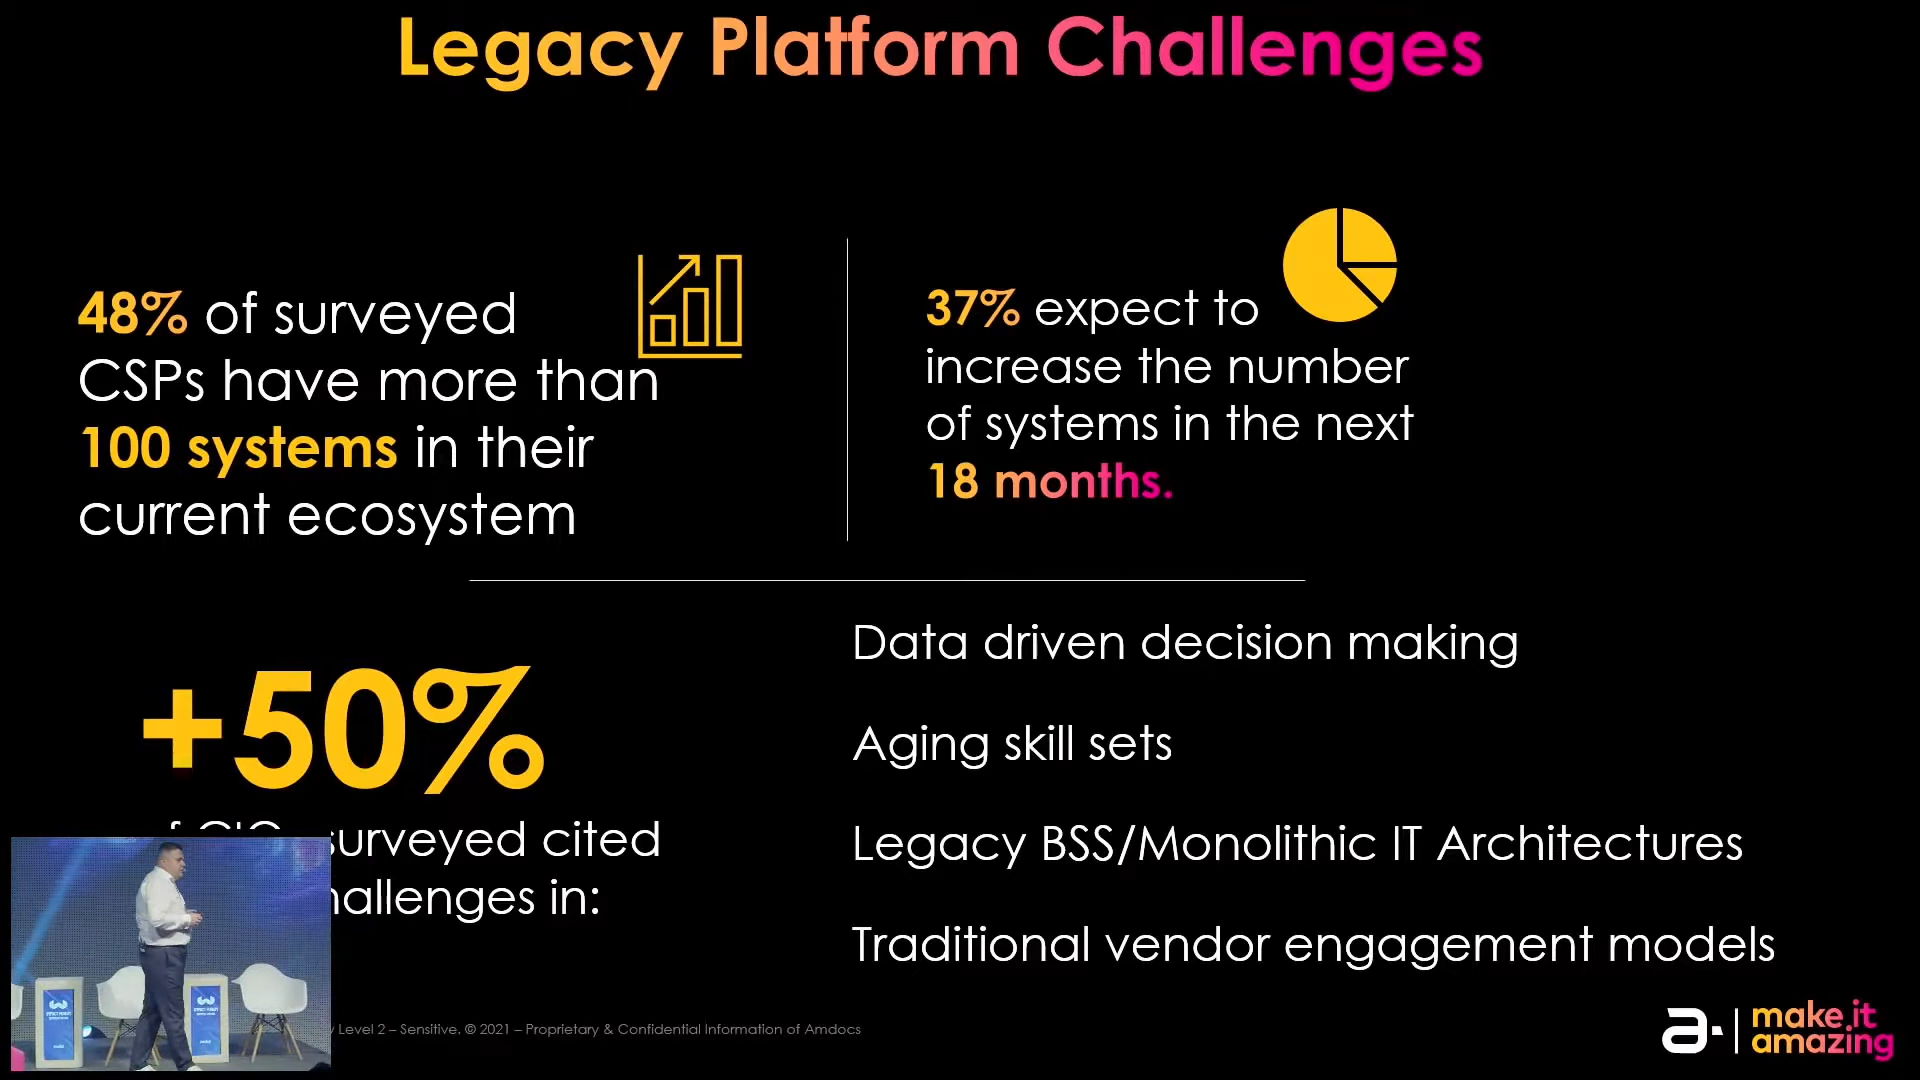 Legacy Platform Challenges
48% of surveyed
CSPs have more than
100 systems in their
current ecosystem
37% expect to
increase the number
of systems in the next
18 months.
+50%
surveyed cited
challenges in:
Data driven decision making
Aging skill sets
Legacy BSS/Monolithic IT Architectures
Traditional vendor engagement models
Level 2 – Sensitive. © 2021 – Proprietary & Confidential Information of Amdocs
a
make it
amazing